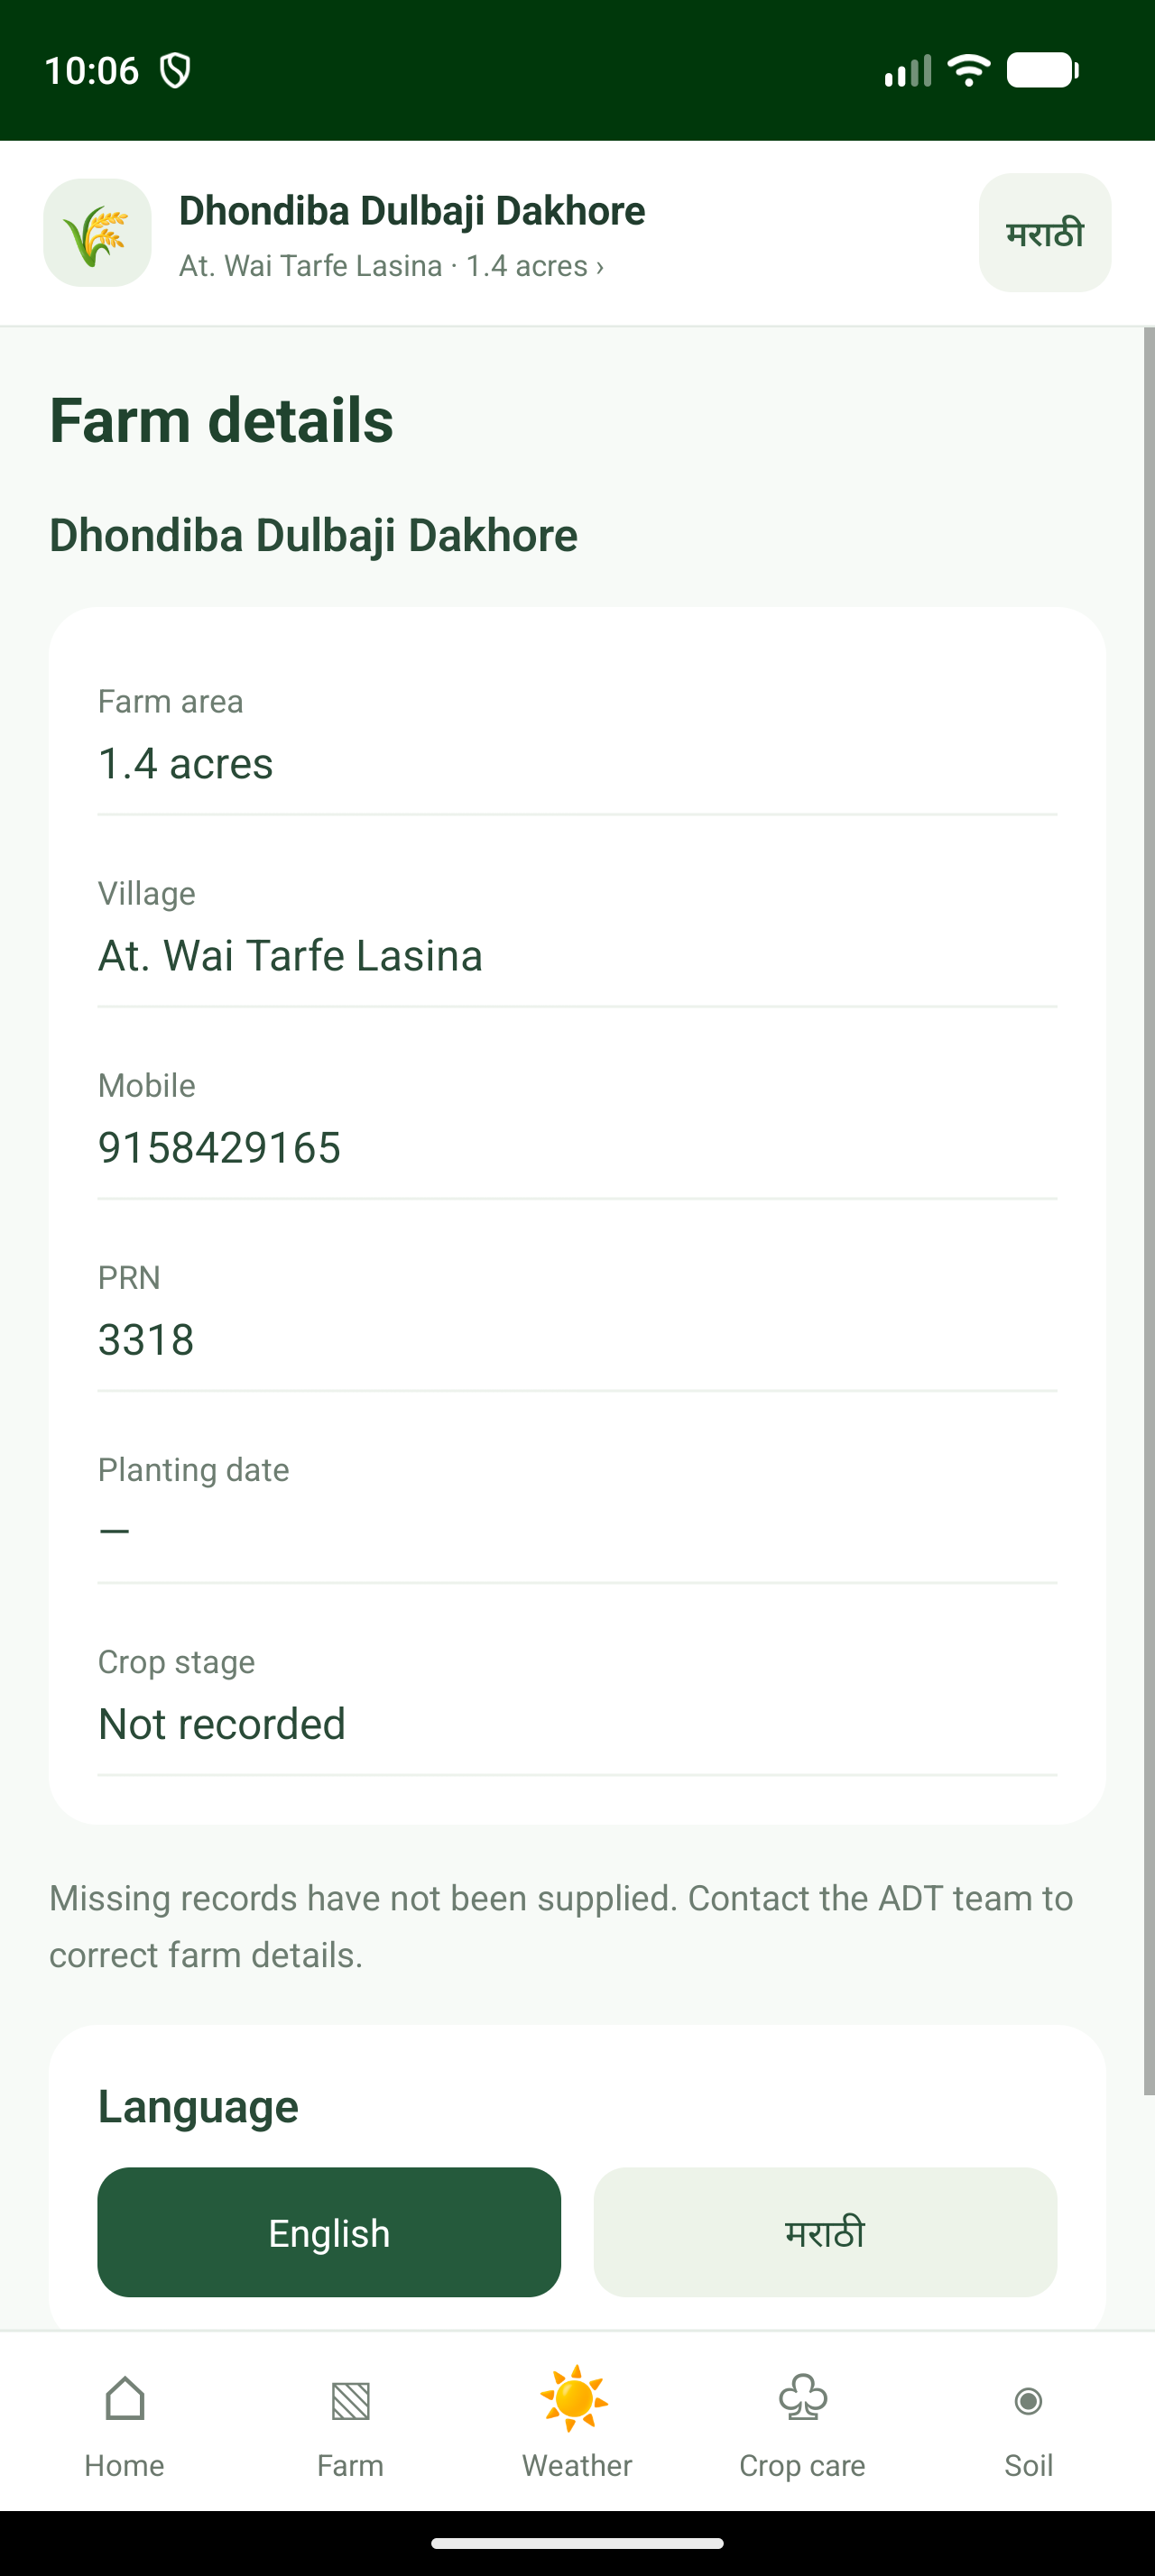 10:06
Dhondiba Dulbaji Dakhore
At. Wai Tarfe Lasina · 1.4 acres ›
मराठी
Farm details
Dhondiba Dulbaji Dakhore
Farm area
1.4 acres
Village
At. Wai Tarfe Lasina
Mobile
9158429165
PRN
3318
Planting date
—
Crop stage
Not recorded
Missing records have not been supplied. Contact the ADT team to
correct farm details.
Language
English
मराठी
Home
Farm
Weather
Crop care
Soil